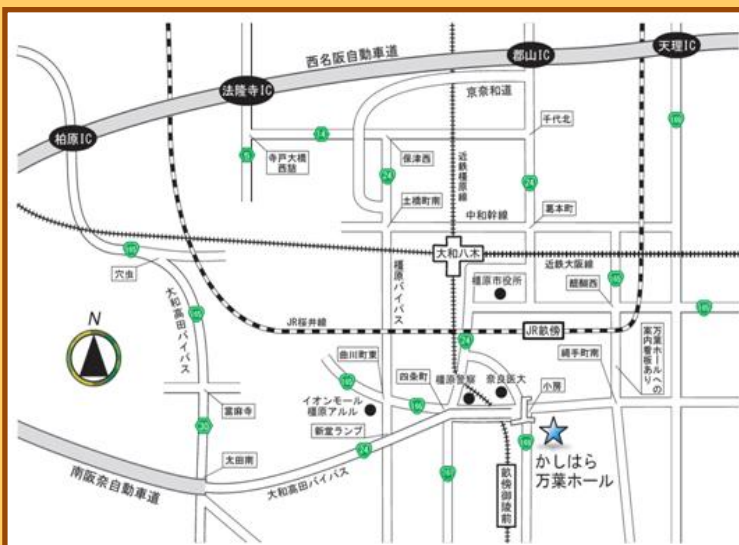 西名阪自動車道
郡山IC
天理IC
法隆寺IC
柏原IC
京奈和道
千代北
14
寺戸大橋
西詰
保津西
近鉄橿原線
24
24
土橋町南
中和幹線
葛本町
大和八木
近鉄大阪線
165
穴虫
橿原バイパス
橿原市役所
醍醐西
大和高田バイパス
165
N
JR桜井線
JR畝傍
24
万葉ホールへの
案内看板あり
曲川町東
四条町
橿原警察
奈良医大
小房
縄手町南
イオンモール
橿原アルル
當麻寺
新堂ランプ
30
24
太田南
大和高田バイパス
南阪奈自動車道
畝傍御陵前
かしはら
万葉ホール